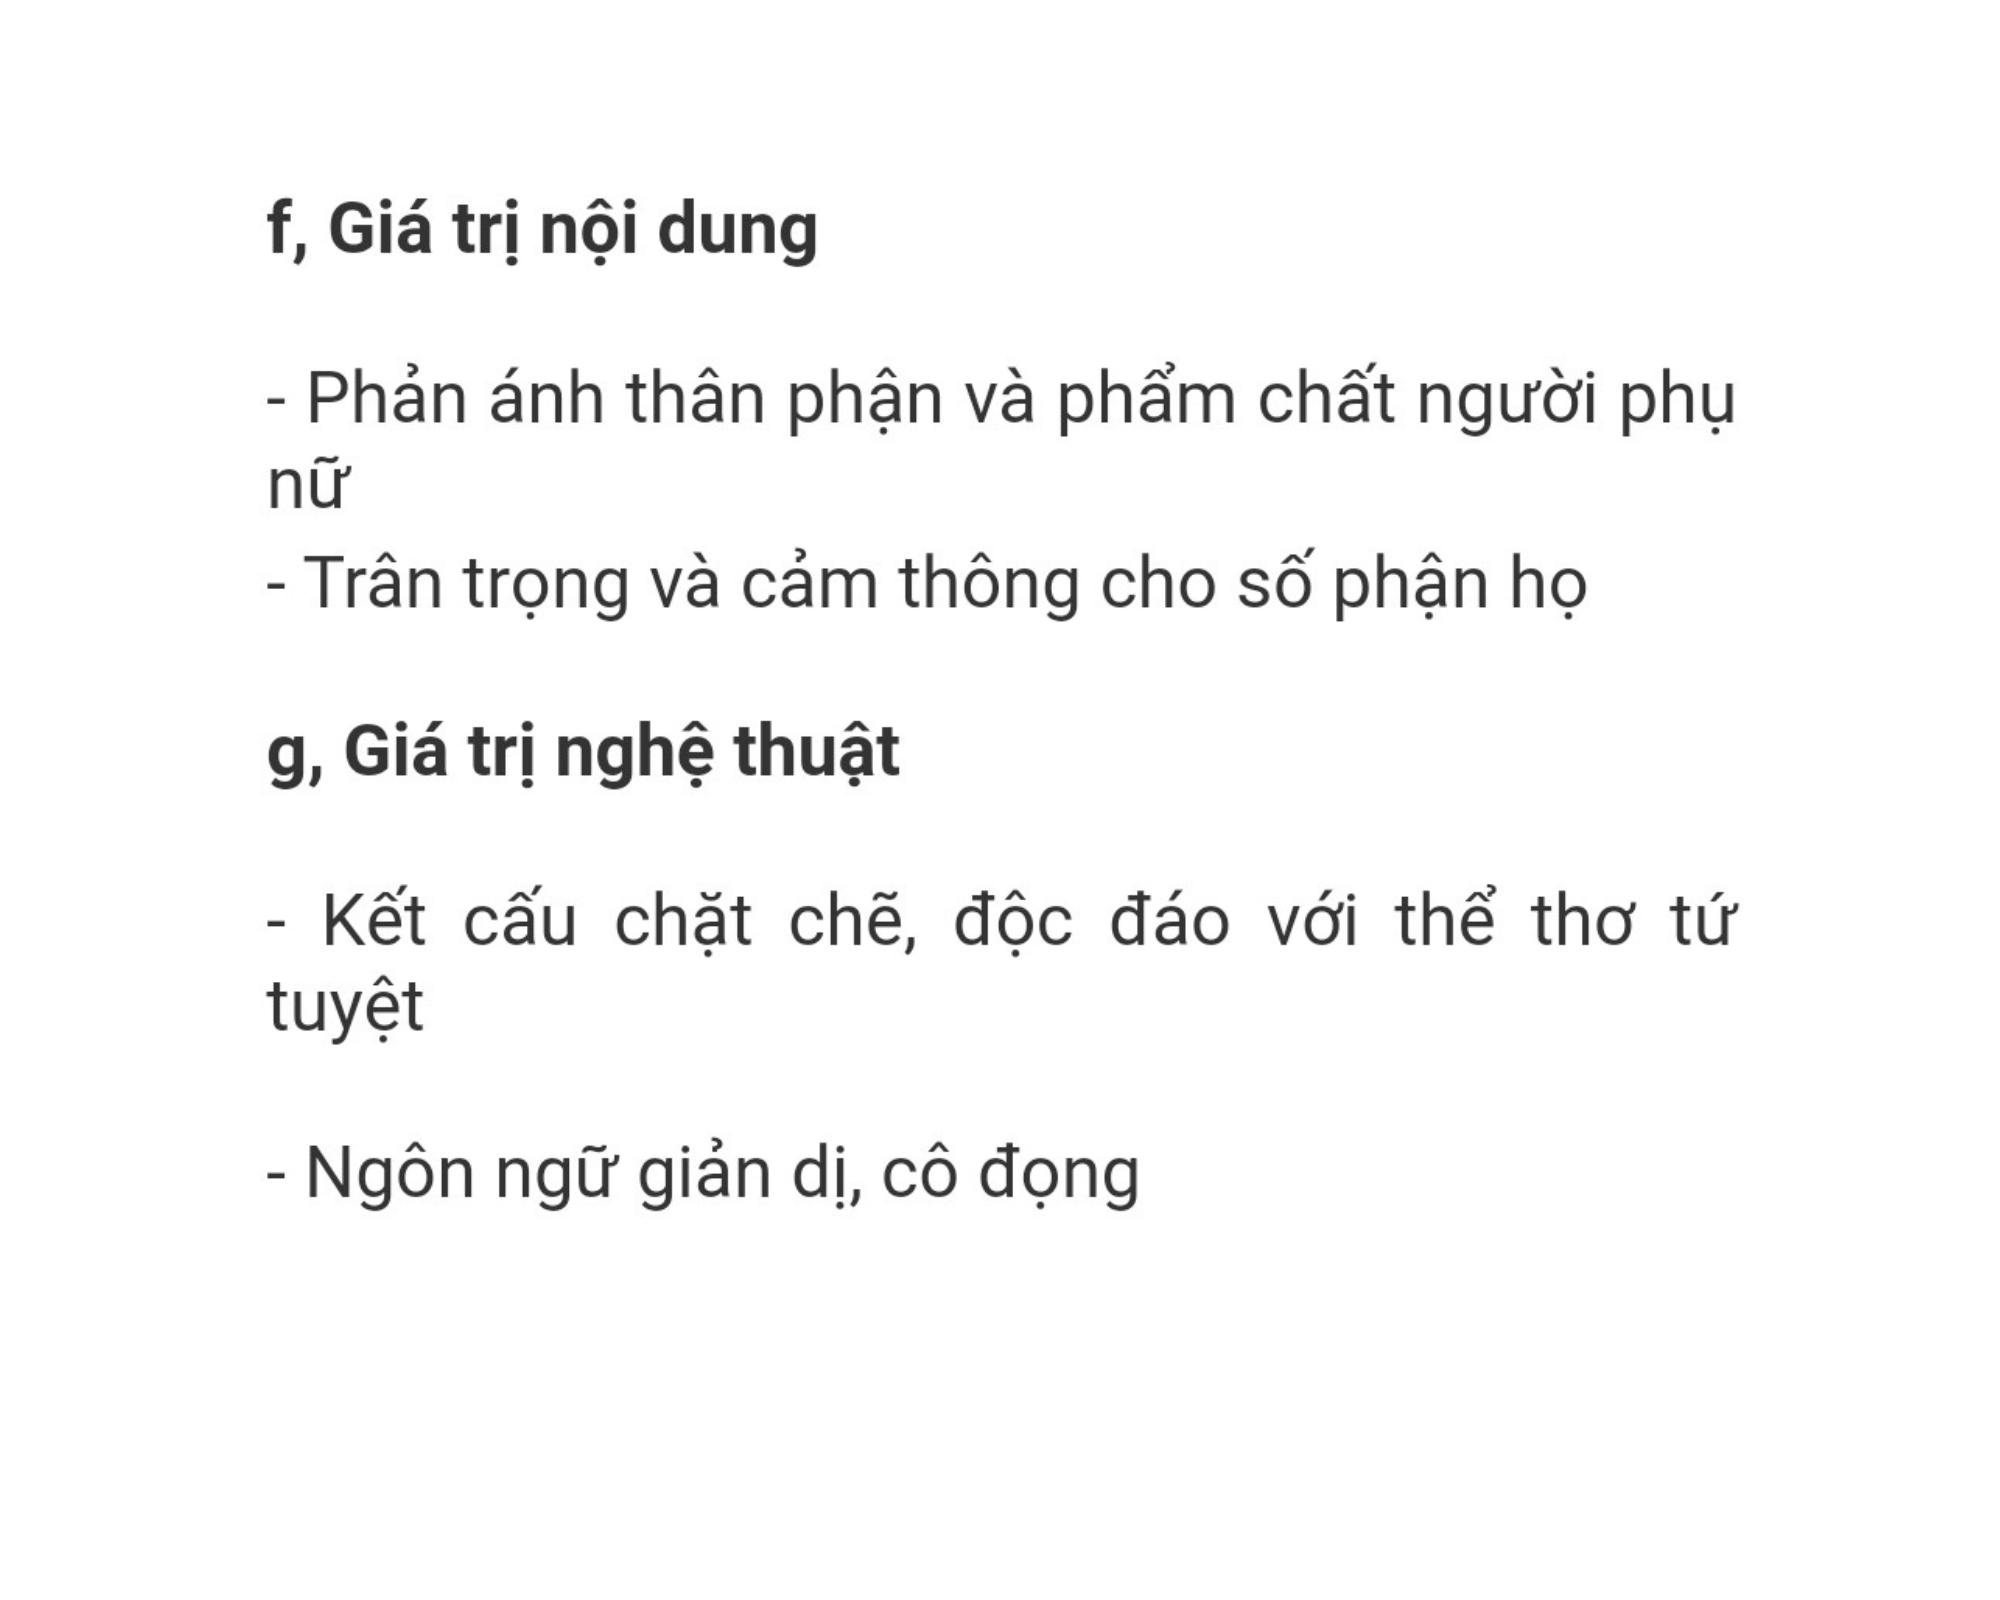 f, Giá trị nội dung
- Phản ánh thân phận và phẩm chất người phụ
nữ
- Trân trọng và cảm thông cho số phận họ
g, Giá trị nghệ thuật
- Kết cấu chặt chẽ, độc đáo với thể thơ tứ
tuyệt
- Ngôn ngữ giản dị, cô đọng